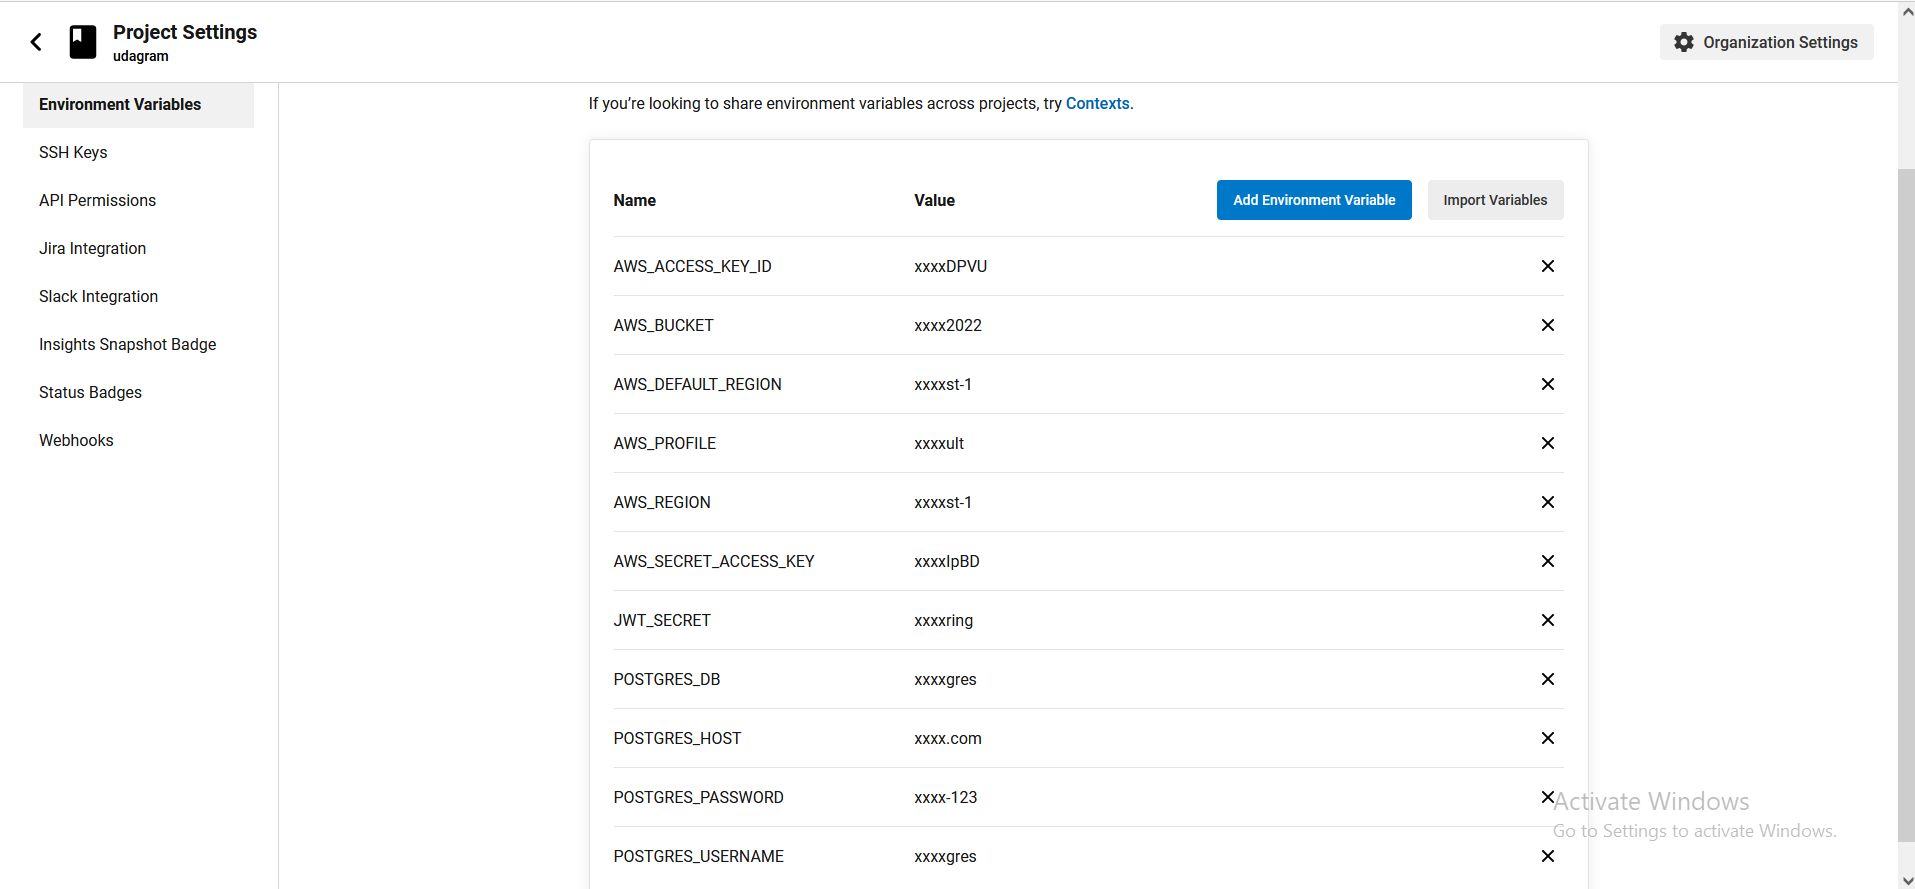 Project Settings
udagram
Organization Settings
Environment Variables
SSH Keys
API Permissions
Jira Integration
Slack Integration
Insights Snapshot Badge
Status Badges
Webhooks
If you’re looking to share environment variables across projects, try Contexts.
Name Value Add Environment Variable Import Variables
AWS_ACCESS_KEY_ID xxxxDPVU
AWS_BUCKET xxxx2022
AWS_DEFAULT_REGION xxxxst-1
AWS_PROFILE xxxxult
AWS_REGION xxxxst-1
AWS_SECRET_ACCESS_KEY xxxxIpBD
JWT_SECRET xxxxring
POSTGRES_DB xxxxgres
POSTGRES_HOST xxxx.com
POSTGRES_PASSWORD xxxx-123
POSTGRES_USERNAME xxxxgres
Activate Windows
Go to Settings to activate Windows.